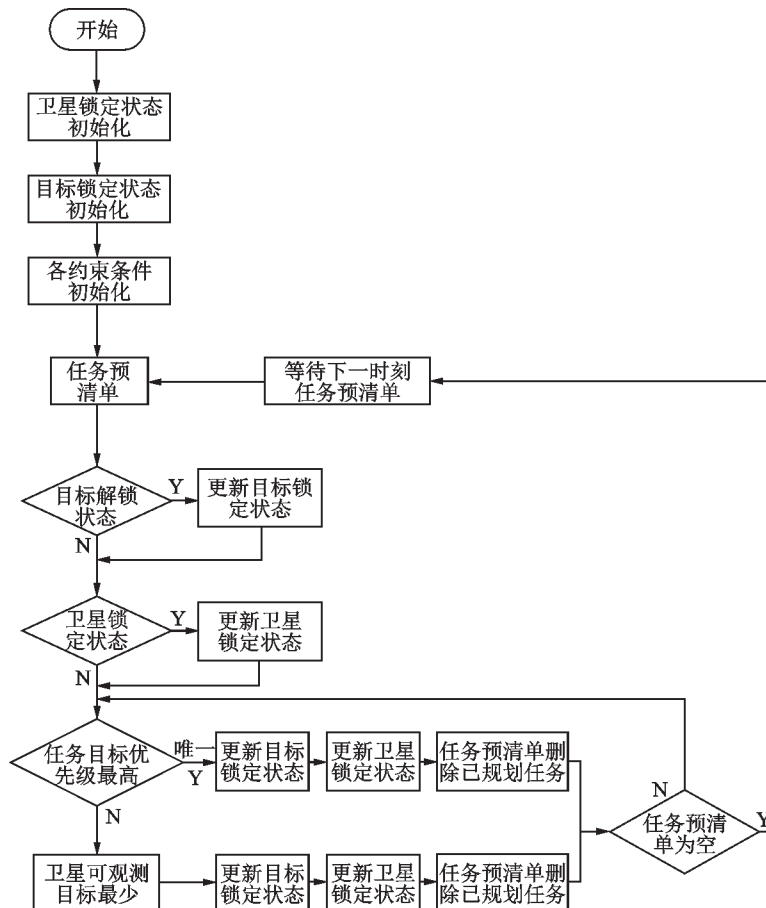 开始
卫星锁定状态
初始化
目标锁定状态
初始化
各约束条件
初始化
任务预
清单
等待下一时刻
任务预清单
目标解锁
状态
Y
更新目标锁
定状态
N
卫星锁
定状态
Y
更新卫星
锁定状态
N
任务目标优
先级最高
唯一
Y
更新目标
锁定状态
更新卫星
锁定状态
任务预清单删
除已规划任务
N
任务预清
单为空
Y
N
卫星可观测
目标最少
更新目标
锁定状态
更新卫星
锁定状态
任务预清单删
除已规划任务